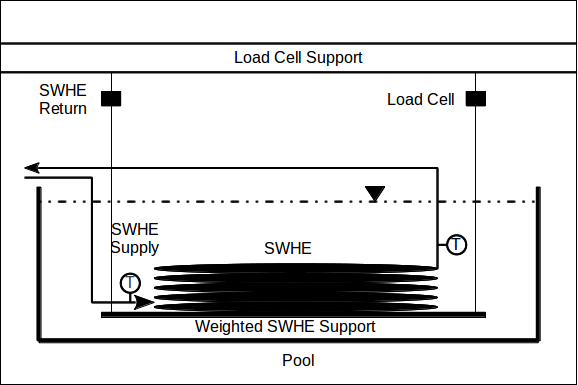 Load Cell Support
SWHE
Return
Load Cell
SWHE
Supply
SWHE
T
T
Weighted SWHE Support
Pool